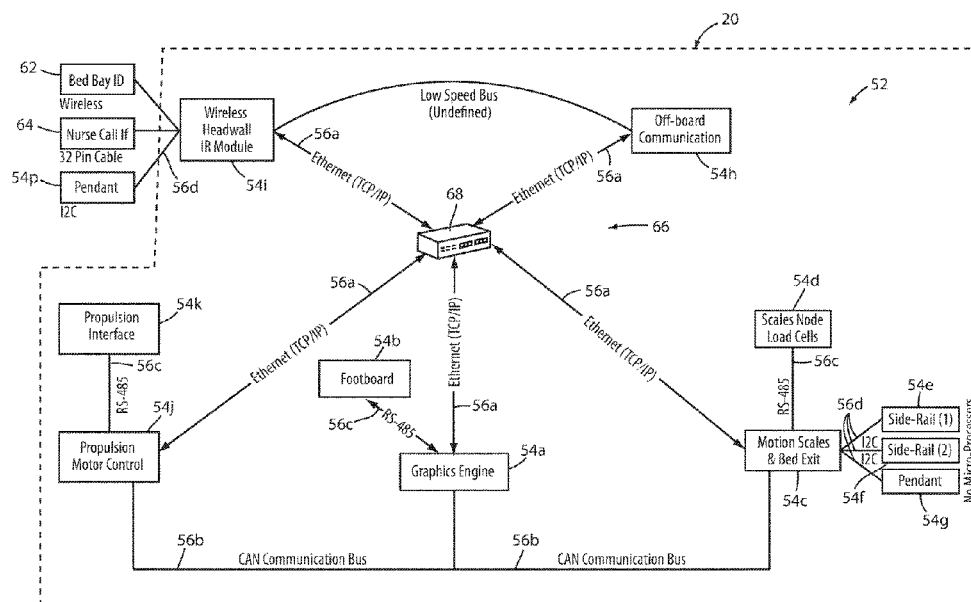 20
52
62
Bed Bay ID
Wireless
64
Nurse Call If
32 Pin Cable
54p
Pendant
I2C
56d
Wireless
Headwall
IR Module
54i
Low Speed Bus
(Undefined)
Off-board
Communication
54h
56a
Ethernet (TCP/IP)
56a
Ethernet (TCP/IP)
68
66
54k
Propulsion
Interface
56c
RS-485
54j
Propulsion
Motor Control
56a
Ethernet (TCP/IP)
54b
Footboard
56c
RS-485
Ethernet (TCP/IP)
56a
Graphics Engine
54a
56a
Ethernet (TCP/IP)
54d
Scales Node
Load Cells
56c
RS-485
Motion Scales
& Bed Exit
54c
56d
54e
Side-Rail (1)
I2C
I2C
Side-Rail (2)
54f
Pendant
54g
No Micro-Processors
56b
CAN Communication Bus
56b
CAN Communication Bus